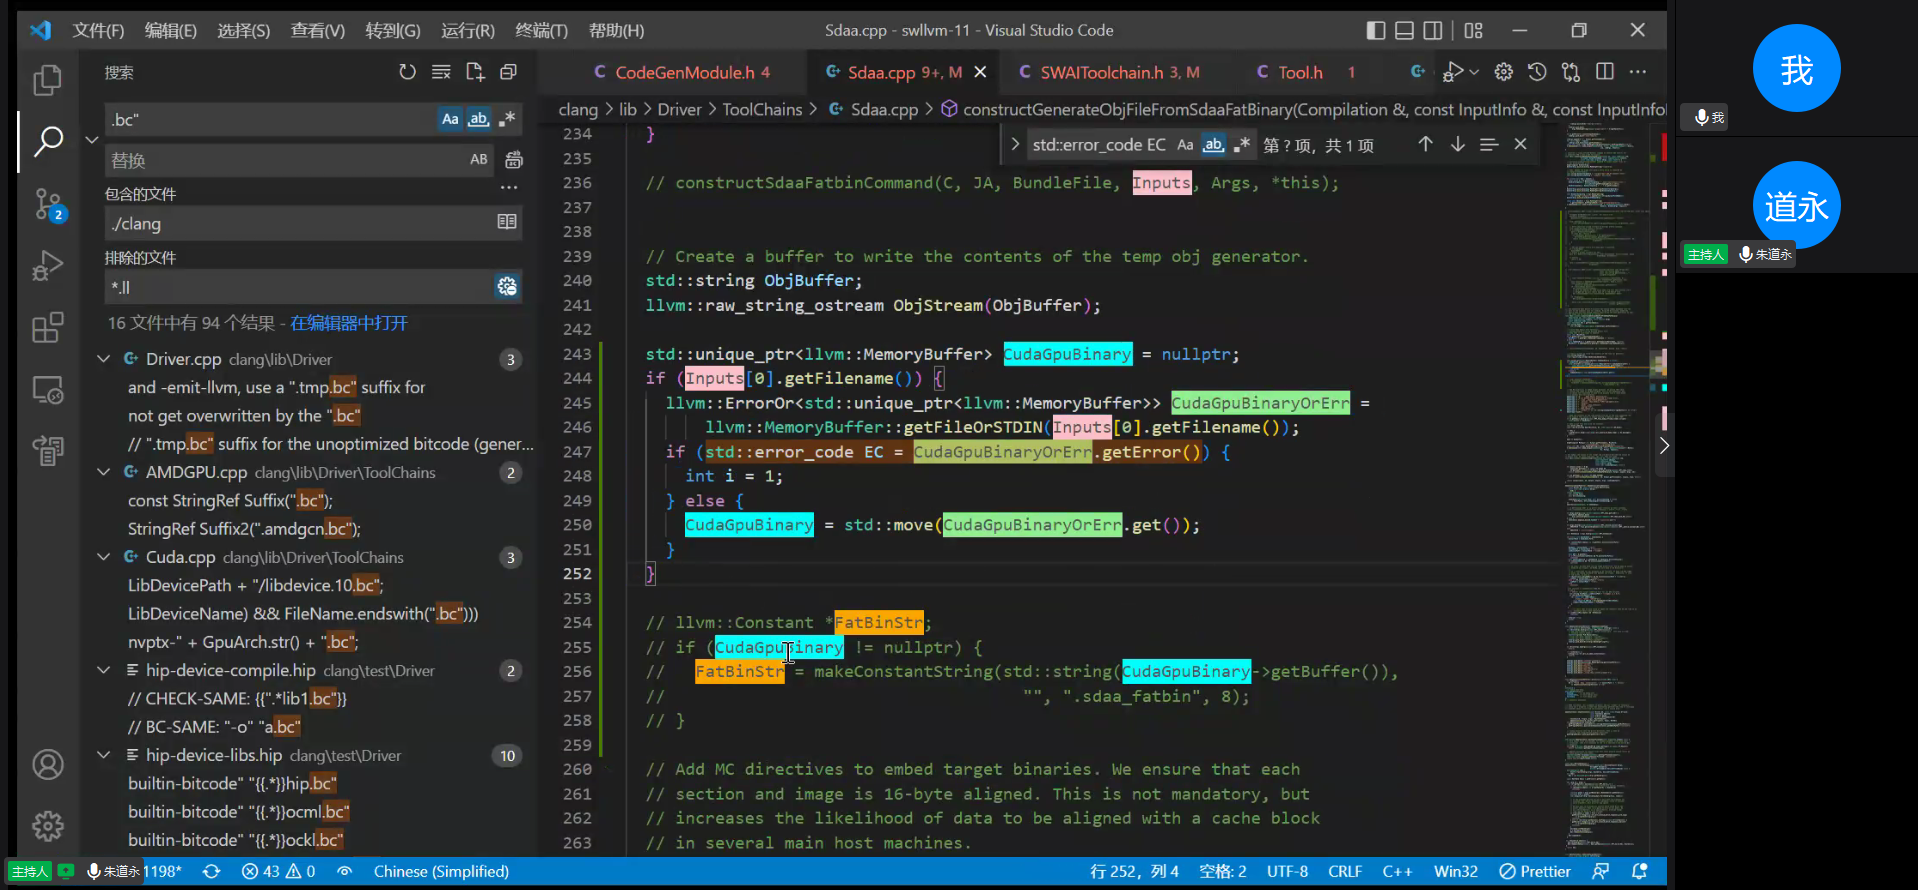 文件(F) 编辑(E) 选择(S) 查看(V) 转到(G) 运行(R) 终端(T) 帮助(H) Sdaa.cpp - swllvm-11 - Visual Studio Code
搜索
.bc"
Aa ab
替换
AB
包含的文件
./clang
排除的文件
*.ll
16 文件中有 94 个结果 - 在编辑器中打开
Driver.cpp clang\lib\Driver 3
and -emit-llvm, use a ".tmp.bc" suffix for
not get overwritten by the ".bc"
// ".tmp.bc" suffix for the unoptimized bitcode (gener...
AMDGPU.cpp clang\lib\Driver\ToolChains 2
const StringRef Suffix(".bc");
StringRef Suffix2(".amdgcn.bc");
Cuda.cpp clang\lib\Driver\ToolChains 3
LibDevicePath + "/libdevice.10.bc";
LibDeviceName) && FileName.endswith(".bc")))
nvptx-" + GpuArch.str() + ".bc";
hip-device-compile.hip clang\test\Driver 2
// CHECK-SAME: {{".*lib1.bc"}}
// BC-SAME: "-o" "a.bc"
hip-device-libs.hip clang\test\Driver 10
builtin-bitcode" "{{.*}}hip.bc"
builtin-bitcode" "{{.*}}ocml.bc"
builtin-bitcode" "{{.*}}ockl.bc"
2
CodeGenModule.h 4 Sdaa.cpp 9+, M SWAIToolchain.h 3, M Tool.h 1
clang > lib > Driver > ToolChains > Sdaa.cpp > constructGenerateObjFileFromSdaaFatBinary(Compilation &, const InputInfo &, const InputInfo
std::error_code EC Aa ab 第 ? 项, 共 1 项
234 }
235
236 // constructSdaaFatbinCommand(C, JA, BundleFile, Inputs, Args, *this);
237
238
239 // Create a buffer to write the contents of the temp obj generator.
240 std::string ObjBuffer;
241 llvm::raw_string_ostream ObjStream(ObjBuffer);
242
243 std::unique_ptr<llvm::MemoryBuffer> CudaGpuBinary = nullptr;
244 if (Inputs[0].getFilename()) {
245 llvm::ErrorOr<std::unique_ptr<llvm::MemoryBuffer>> CudaGpuBinaryOrErr =
246 llvm::MemoryBuffer::getFileOrSTDIN(Inputs[0].getFilename());
247 if (std::error_code EC = CudaGpuBinaryOrErr.getError()) {
248 int i = 1;
249 } else {
250 CudaGpuBinary = std::move(CudaGpuBinaryOrErr.get());
251 }
252 }
253
254 // llvm::Constant *FatBinStr;
255 // if (CudaGpuBinary != nullptr) {
256 // FatBinStr = makeConstantString(std::string(CudaGpuBinary->getBuffer()),
257 // "", ".sdaa_fatbin", 8);
258 // }
259
260 // Add MC directives to embed target binaries. We ensure that each
261 // section and image is 16-byte aligned. This is not mandatory, but
262 // increases the likelihood of data to be aligned with a cache block
263 // in several main host machines.
主持人 朱道永 1198* 43 0 Chinese (Simplified) 行 252, 列 4 空格: 2 UTF-8 CRLF C++ Win32 Prettier
我
我
道永
主持人 朱道永